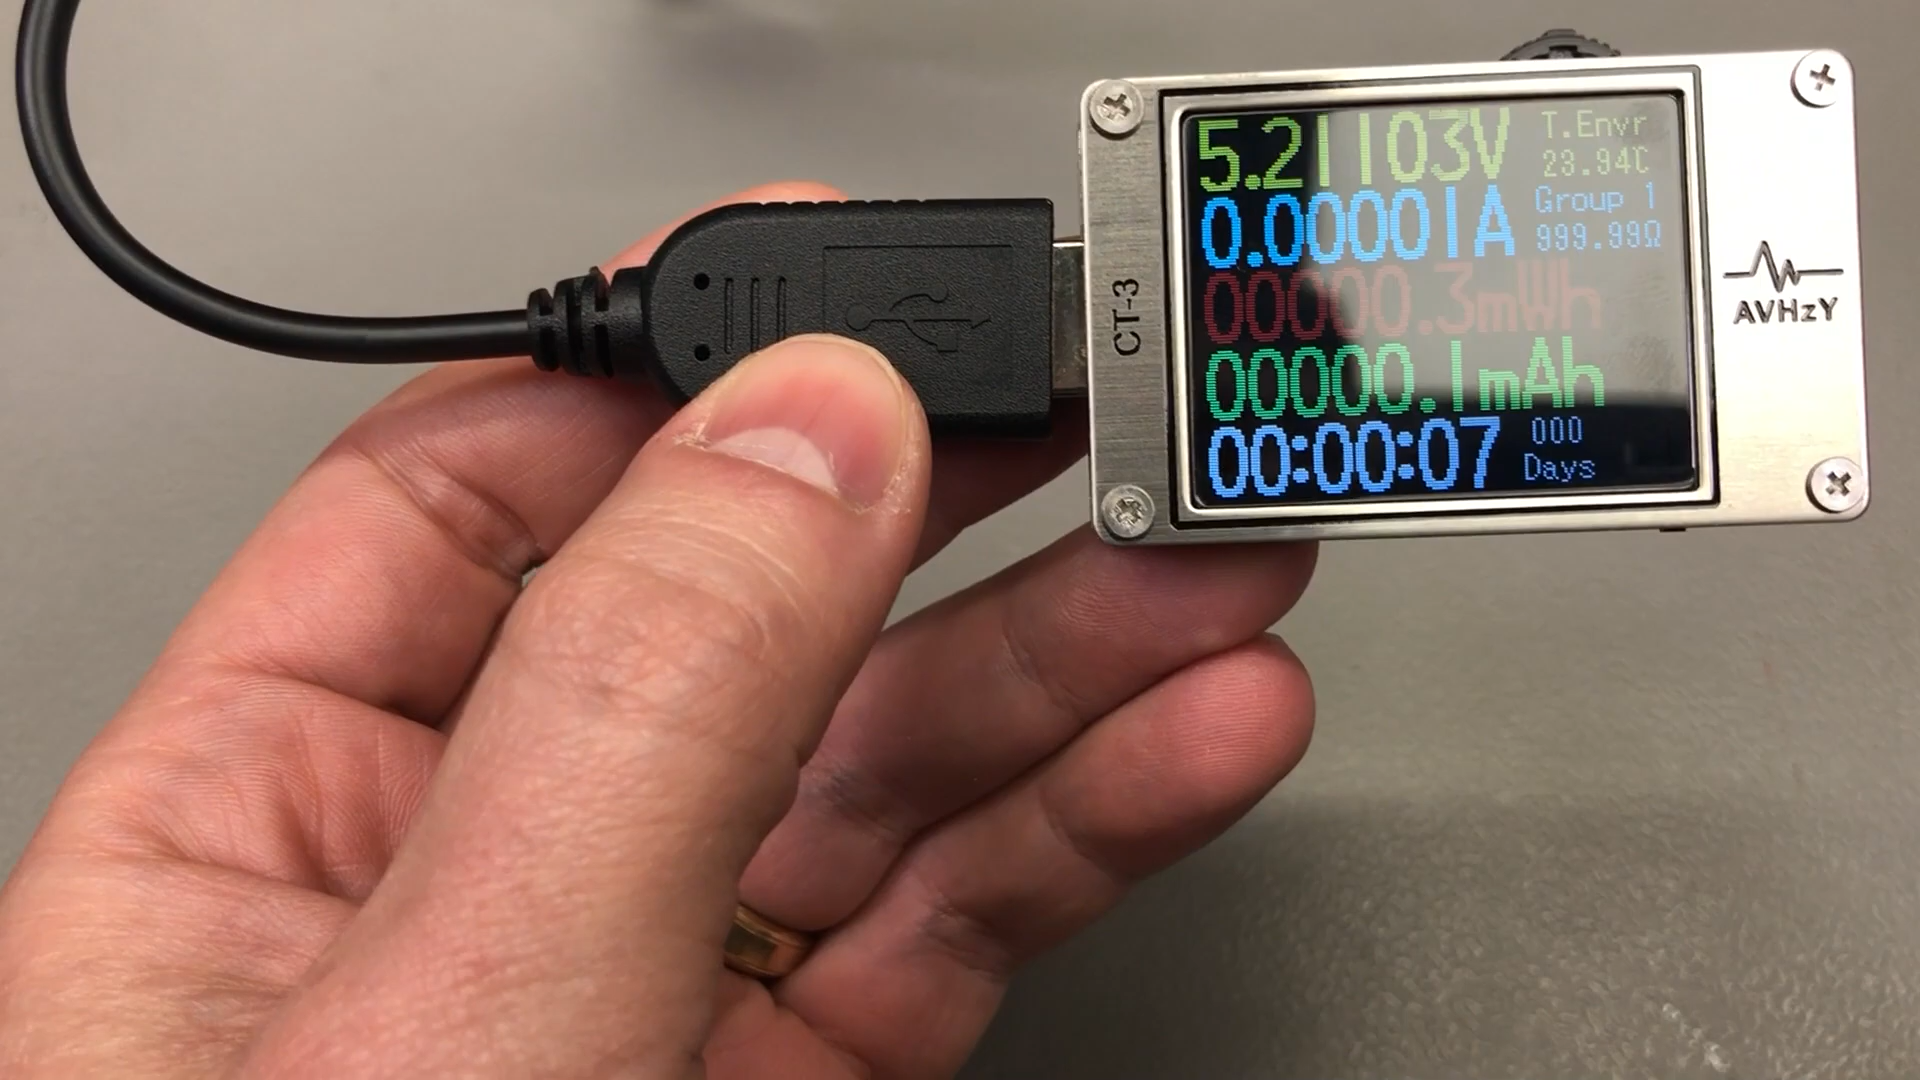 5.21103V
T.Envr
23.94℃
0.00001A
Group 1
999.99Ω
00000.3mWh
00000.1mAh
00:00:07
000
Days
CT-3
AVHzY